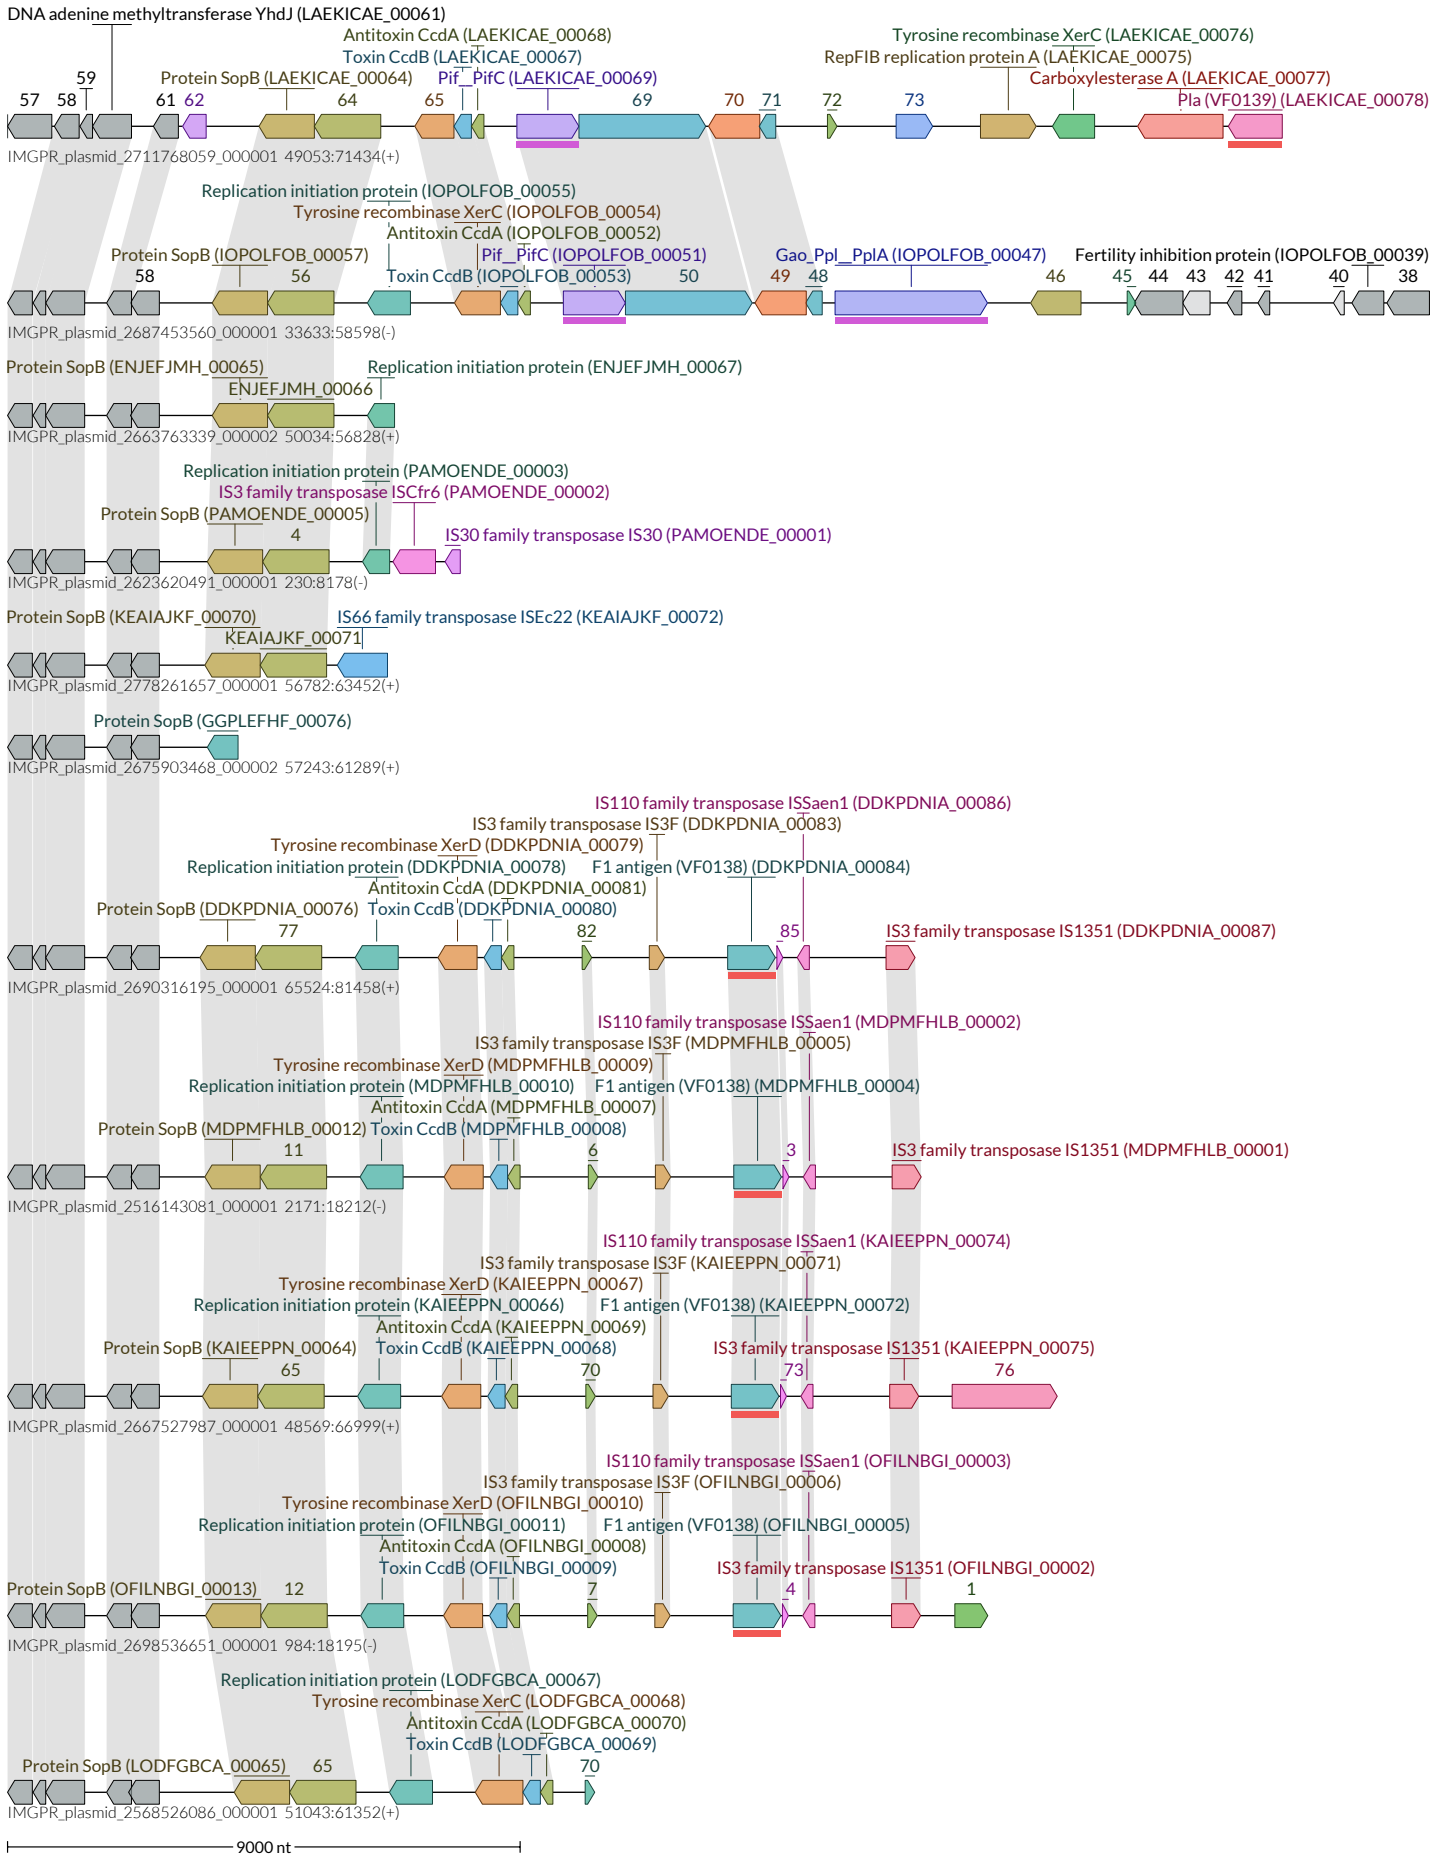 DNA adenine methyltransferase YhdJ (LAEKICAE_00061)
Antitoxin CcdA (LAEKICAE_00068)
Tyrosine recombinase XerC (LAEKICAE_00076)
Toxin CcdB (LAEKICAE_00067)
RepFIB replication protein A (LAEKICAE_00075)
59 Protein SopB (LAEKICAE_00064) Pif__PifC (LAEKICAE_00069) Carboxylesterase A (LAEKICAE_00077)
57 58 61 62 64 65 69 70 71 72 73 Pla (VF0139) (LAEKICAE_00078)
IMGPR_plasmid_2711768059_000001 49053:71434(+)
Replication initiation protein (IOPOLFOB_00055)
Tyrosine recombinase XerC (IOPOLFOB_00054)
Antitoxin CcdA (IOPOLFOB_00052)
Protein SopB (IOPOLFOB_00057) Pif__PifC (IOPOLFOB_00051) Gao_Ppl__PplA (IOPOLFOB_00047) Fertility inhibition protein (IOPOLFOB_00039)
58 56 Toxin CcdB (IOPOLFOB_00053) 50 49 48 46 45 44 43 42 41 40 38
IMGPR_plasmid_2687453560_000001 33633:58598(-)
Protein SopB (ENJEFJMH_00065) Replication initiation protein (ENJEFJMH_00067)
ENJEFJMH_00066
IMGPR_plasmid_2663763339_000002 50034:56828(+)
Replication initiation protein (PAMOENDE_00003)
IS3 family transposase ISCfr6 (PAMOENDE_00002)
Protein SopB (PAMOENDE_00005)
4 IS30 family transposase IS30 (PAMOENDE_00001)
IMGPR_plasmid_2623620491_000001 230:8178(-)
Protein SopB (KEAIAJKF_00070) IS66 family transposase ISEc22 (KEAIAJKF_00072)
KEAIAJKF_00071
IMGPR_plasmid_2778261657_000001 56782:63452(+)
Protein SopB (GGPLEFHF_00076)
IMGPR_plasmid_2675903468_000002 57243:61289(+)
IS110 family transposase ISSaen1 (DDKPDNIA_00086)
IS3 family transposase IS3F (DDKPDNIA_00083)
Tyrosine recombinase XerD (DDKPDNIA_00079)
Replication initiation protein (DDKPDNIA_00078) F1 antigen (VF0138) (DDKPDNIA_00084)
Antitoxin CcdA (DDKPDNIA_00081)
Protein SopB (DDKPDNIA_00076) Toxin CcdB (DDKPDNIA_00080)
77 82 85 IS3 family transposase IS1351 (DDKPDNIA_00087)
IMGPR_plasmid_2690316195_000001 65524:81458(+)
IS110 family transposase ISSaen1 (MDPMFHLB_00002)
IS3 family transposase IS3F (MDPMFHLB_00005)
Tyrosine recombinase XerD (MDPMFHLB_00009)
Replication initiation protein (MDPMFHLB_00010) F1 antigen (VF0138) (MDPMFHLB_00004)
Antitoxin CcdA (MDPMFHLB_00007)
Protein SopB (MDPMFHLB_00012) Toxin CcdB (MDPMFHLB_00008)
11 6 3 IS3 family transposase IS1351 (MDPMFHLB_00001)
IMGPR_plasmid_2516143081_000001 2171:18212(-)
IS110 family transposase ISSaen1 (KAIEEPPN_00074)
IS3 family transposase IS3F (KAIEEPPN_00071)
Tyrosine recombinase XerD (KAIEEPPN_00067)
Replication initiation protein (KAIEEPPN_00066) F1 antigen (VF0138) (KAIEEPPN_00072)
Antitoxin CcdA (KAIEEPPN_00069)
Protein SopB (KAIEEPPN_00064) Toxin CcdB (KAIEEPPN_00068) IS3 family transposase IS1351 (KAIEEPPN_00075)
65 70 73 76
IMGPR_plasmid_2667527987_000001 48569:66999(+)
IS110 family transposase ISSaen1 (OFILNBGI_00003)
IS3 family transposase IS3F (OFILNBGI_00006)
Tyrosine recombinase XerD (OFILNBGI_00010)
Replication initiation protein (OFILNBGI_00011) F1 antigen (VF0138) (OFILNBGI_00005)
Antitoxin CcdA (OFILNBGI_00008)
Toxin CcdB (OFILNBGI_00009) IS3 family transposase IS1351 (OFILNBGI_00002)
Protein SopB (OFILNBGI_00013) 12 7 4 1
IMGPR_plasmid_2698536651_000001 984:18195(-)
Replication initiation protein (LODFGBCA_00067)
Tyrosine recombinase XerC (LODFGBCA_00068)
Antitoxin CcdA (LODFGBCA_00070)
Toxin CcdB (LODFGBCA_00069)
Protein SopB (LODFGBCA_00065) 65 70
IMGPR_plasmid_2568526086_000001 51043:61352(+)
9000 nt